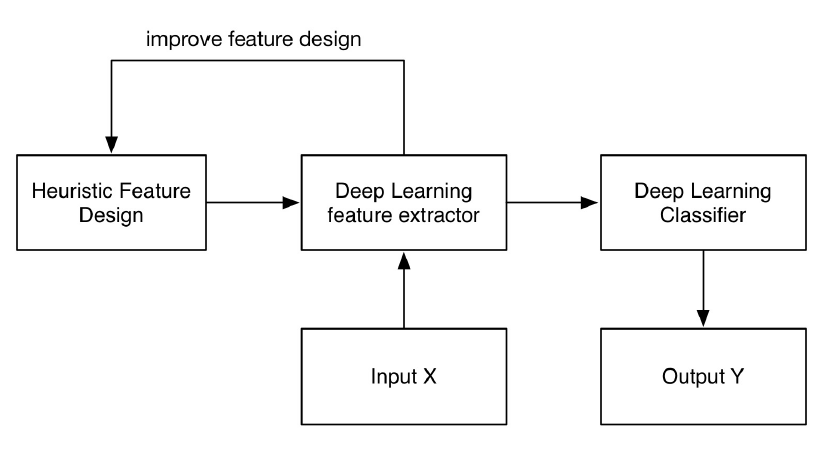 improve feature design
Heuristic Feature
Design
Deep Learning
feature extractor
Deep Learning
Classifier
Input X
Output Y